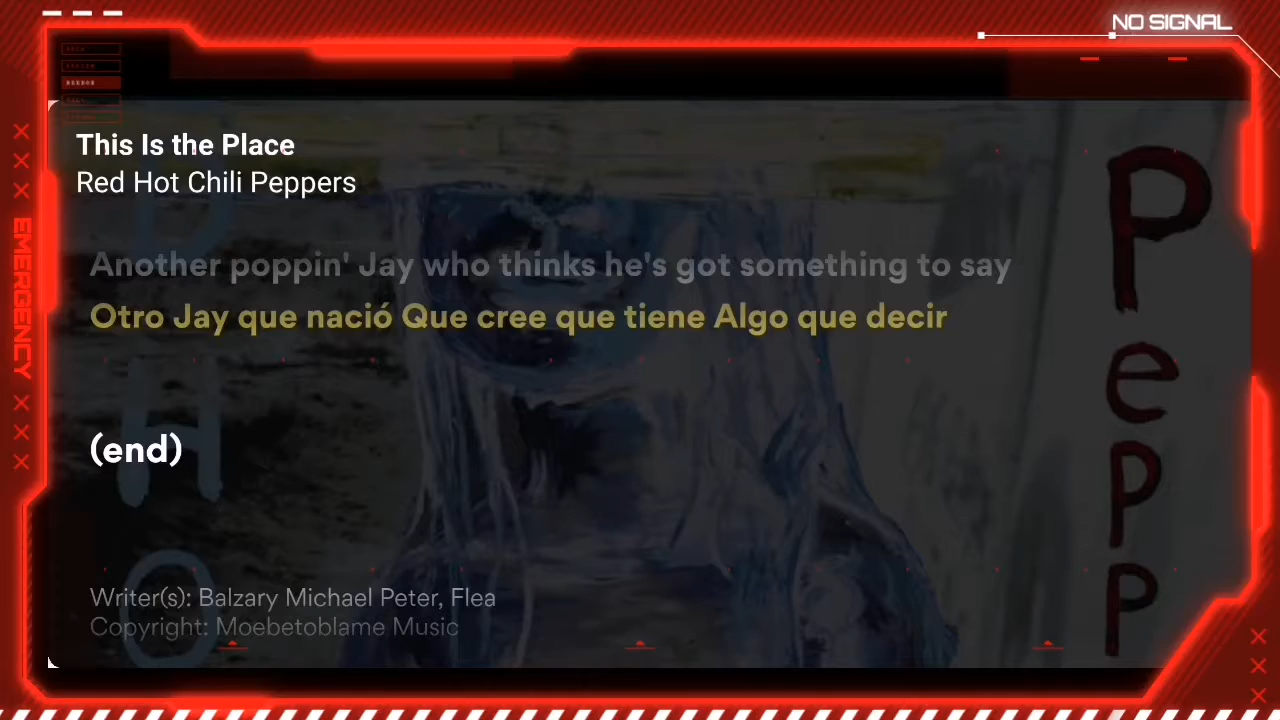 NO SIGNAL
ERROR
This Is the Place
Red Hot Chili Peppers
EMERGENCY
Another poppin' Jay who thinks he's got something to say
Otro Jay que nació Que cree que tiene Algo que decir
(end)
Writer(s): Balzary Michael Peter, Flea
Copyright: Moebetoblame Music
H
O
P
e
P
P